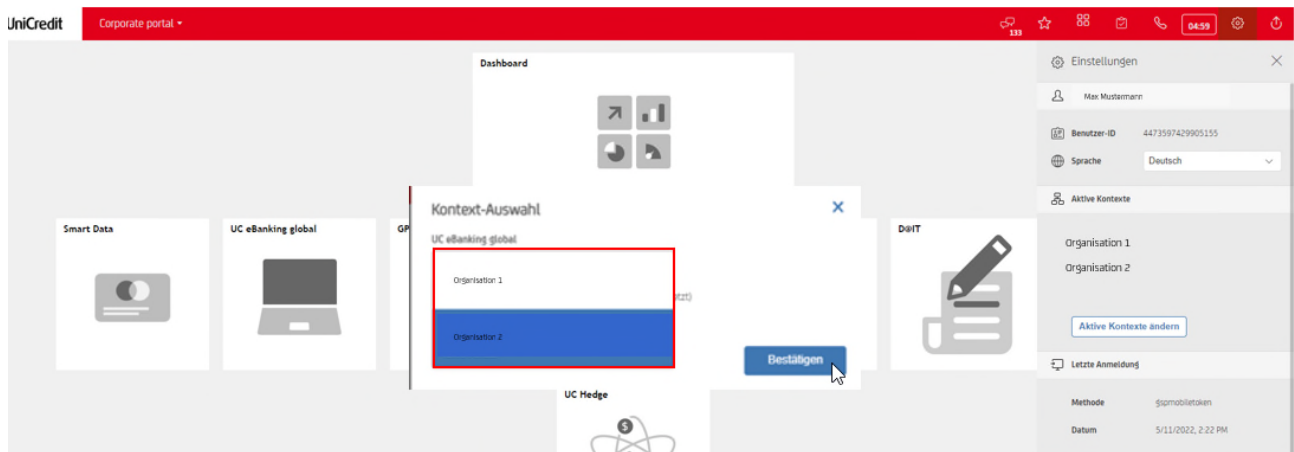 UniCredit
Corporate portal
133
04:59
Dashboard
Smart Data
UC eBanking global
GP
D@IT
UC Hedge
$
Kontext-Auswahl
UC eBanking global
Organisation 1
tzt)
Organisation 2
Bestätigen
Einstellungen
Max Mustermann
Benutzer-ID 4473597429905155
Sprache Deutsch
Aktive Kontexte
Organisation 1
Organisation 2
Aktive Kontexte ändern
Letzte Anmeldung
Methode gspmobiletoken
Datum 5/11/2022, 2:22 PM